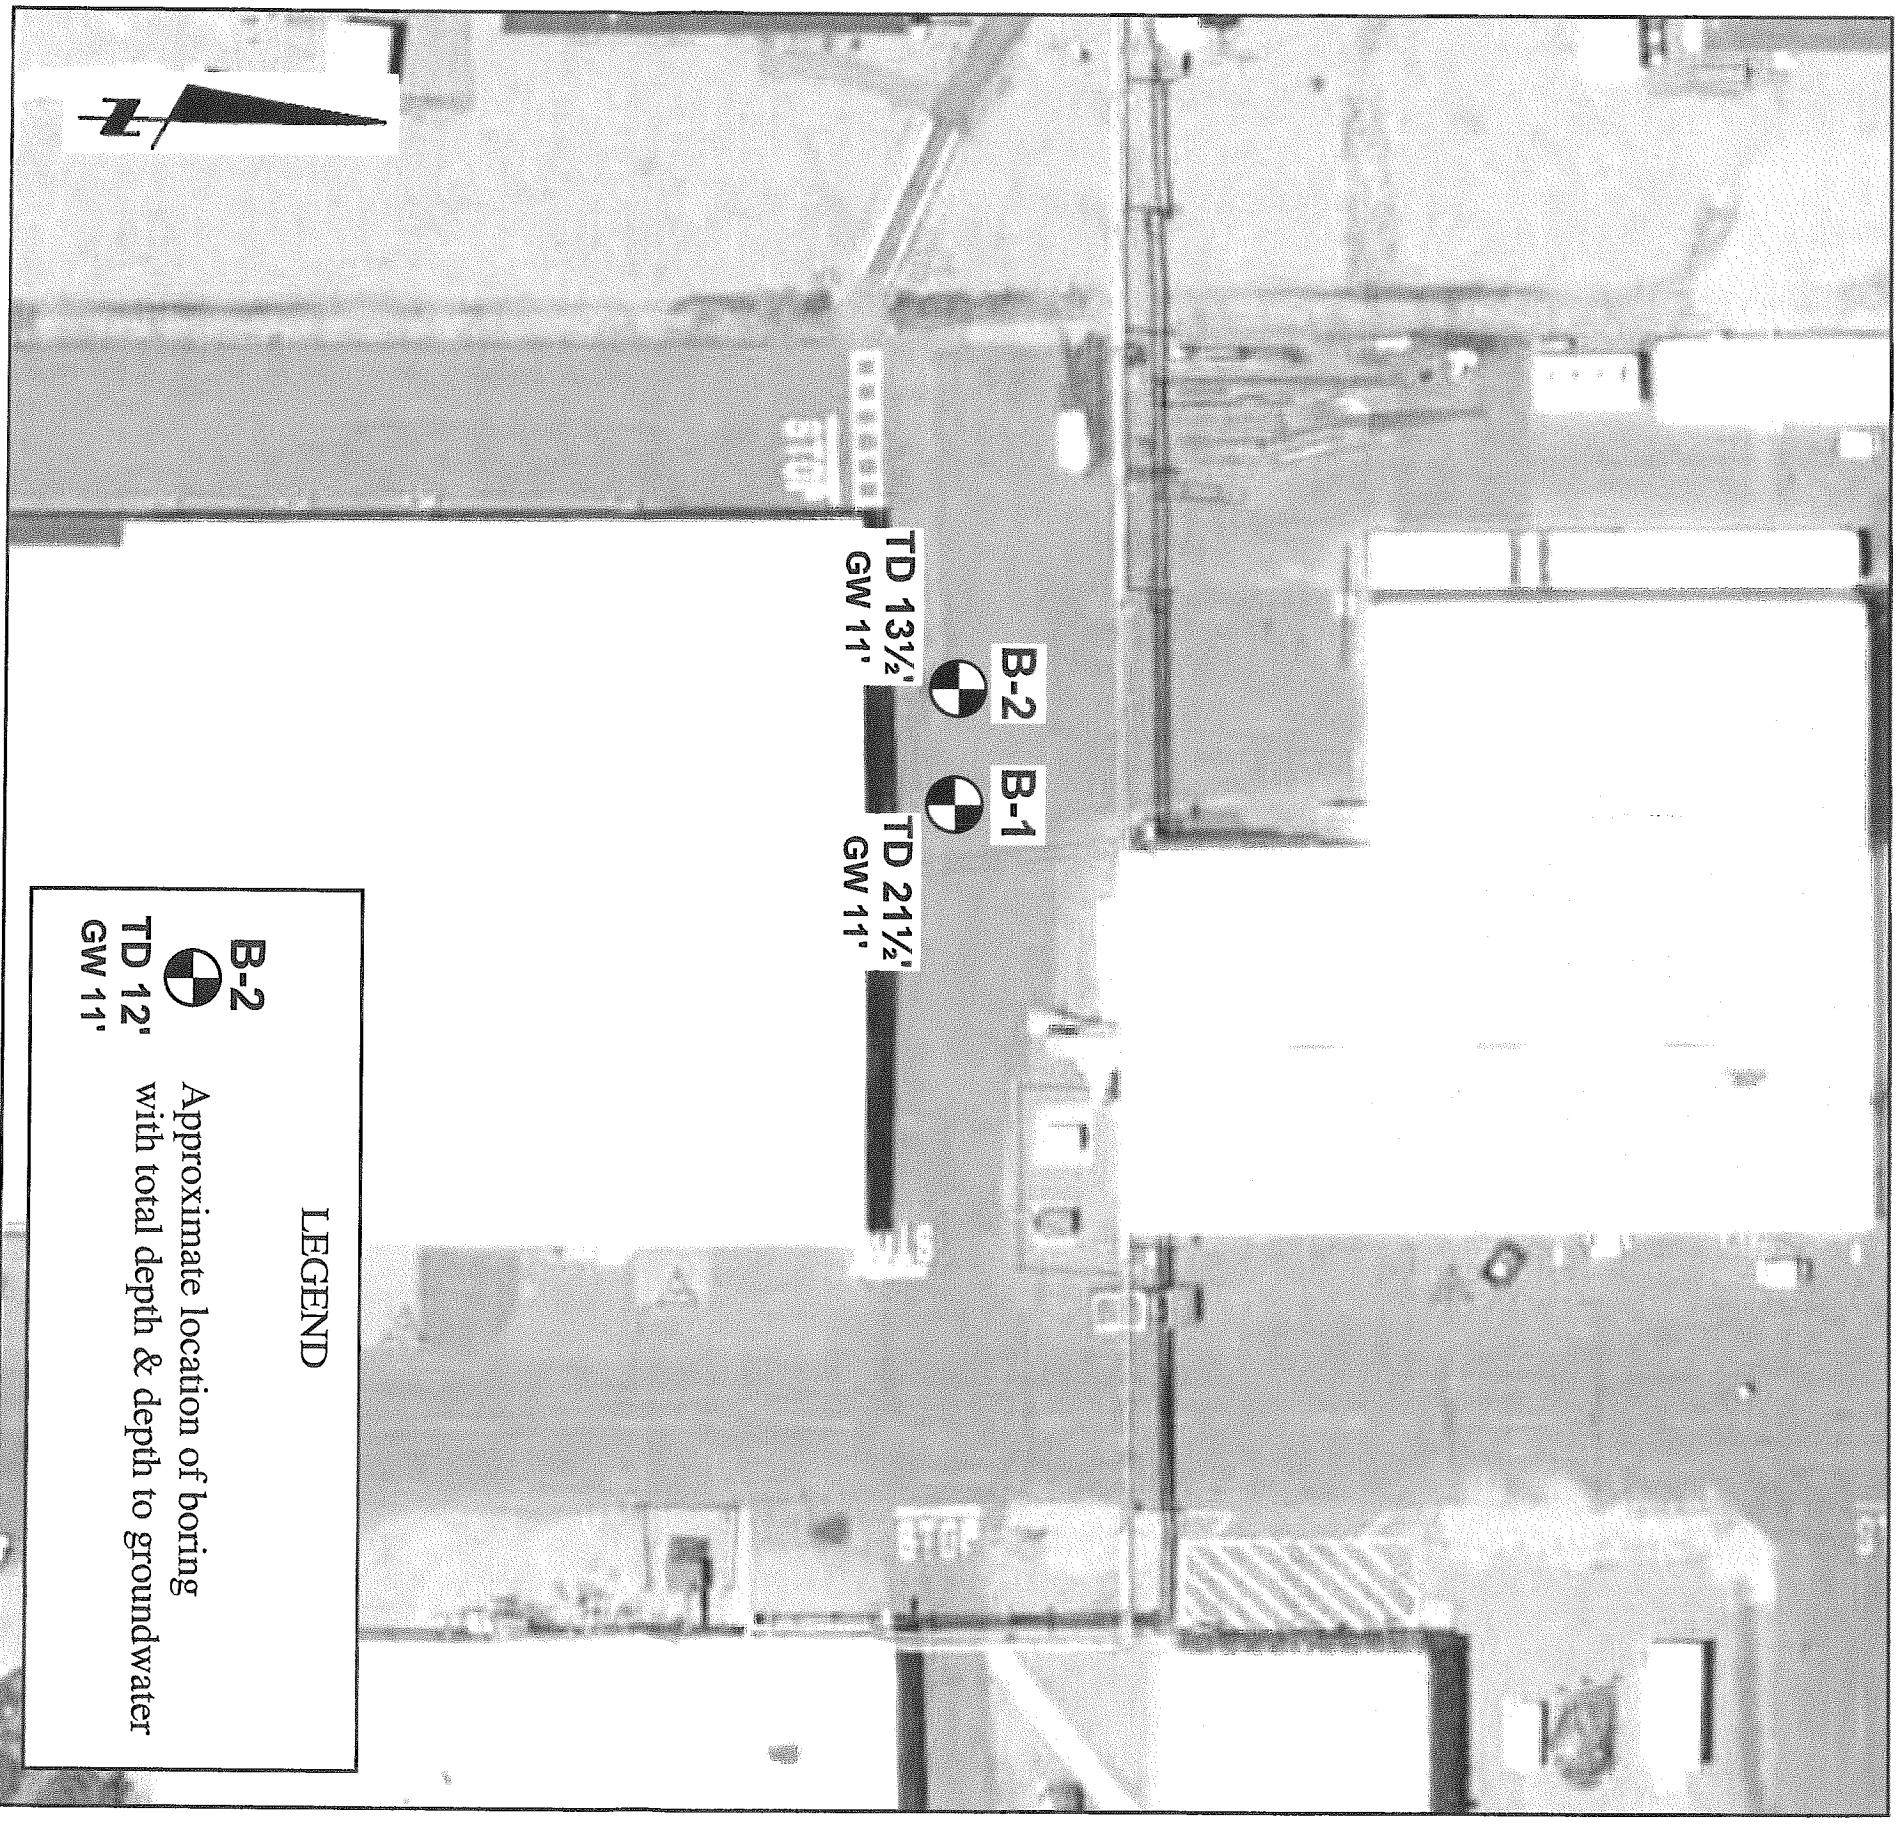 N
STOP
B-2
TD 13½'
GW 11'
B-1
TD 21½'
GW 11'
STOP
LEGEND
B-2
TD 12'
GW 11'
Approximate location of boring
with total depth & depth to groundwater